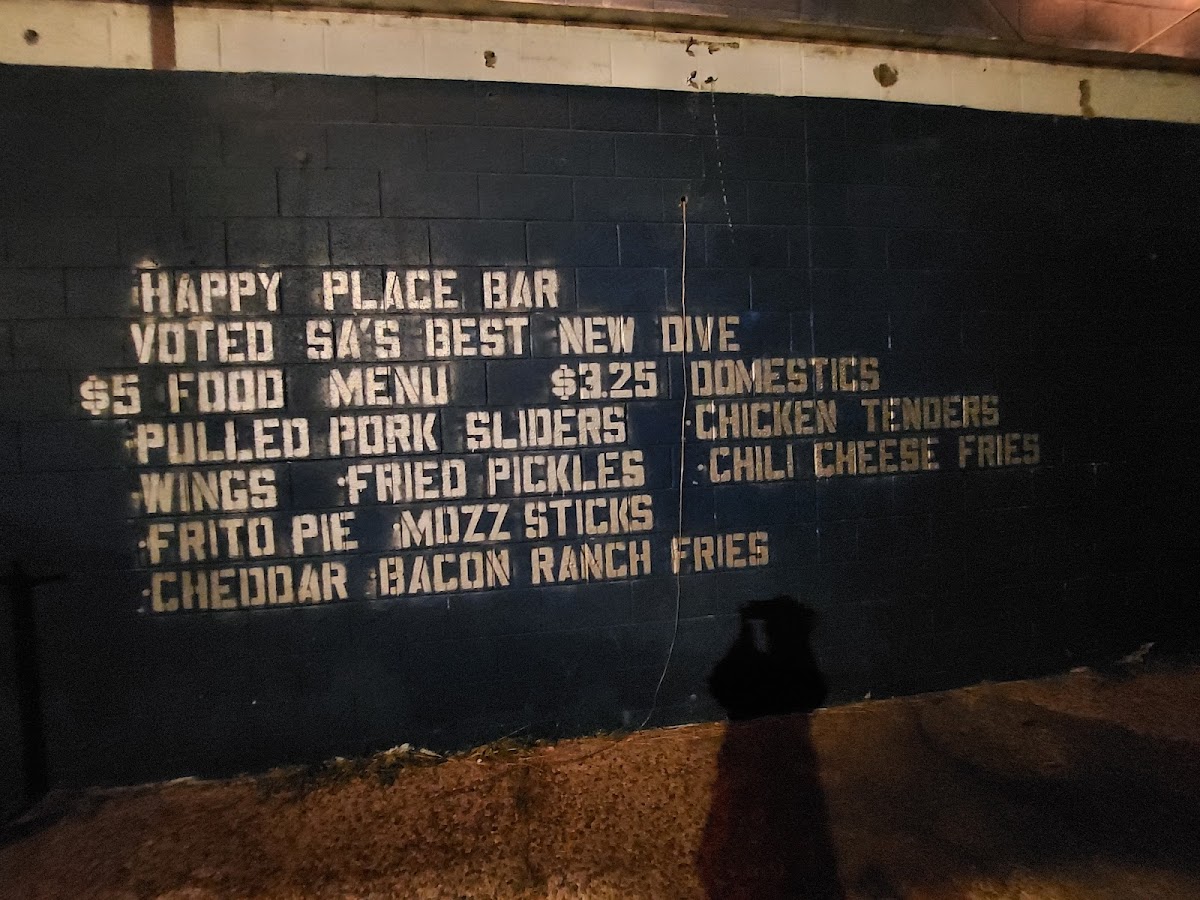 HAPPY PLACE BAR
VOTED SA'S BEST NEW DIVE
$5 FOOD MENU $3.25 DOMESTICS
·PULLED PORK SLIDERS ·CHICKEN TENDERS
·WINGS ·FRIED PICKLES ·CHILI CHEESE FRIES
·FRITO PIE ·MOZZ STICKS
·CHEDDAR ·BACON RANCH FRIES